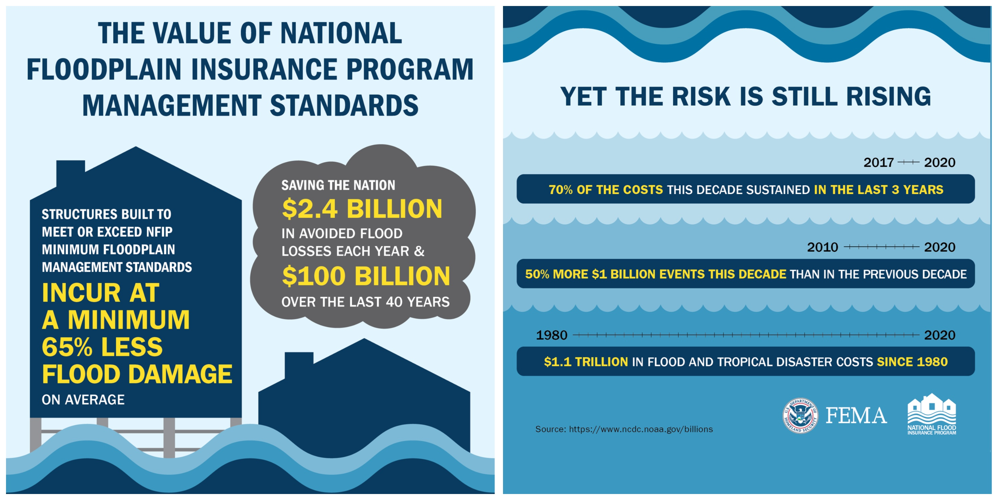 THE VALUE OF NATIONAL
FLOODPLAIN INSURANCE PROGRAM
MANAGEMENT STANDARDS
STRUCTURES BUILT TO
MEET OR EXCEED NFIP
MINIMUM FLOODPLAIN
MANAGEMENT STANDARDS
INCUR AT
A MINIMUM
65% LESS
FLOOD DAMAGE
ON AVERAGE
SAVING THE NATION
$2.4 BILLION
IN AVOIDED FLOOD
LOSSES EACH YEAR &
$100 BILLION
OVER THE LAST 40 YEARS
YET THE RISK IS STILL RISING
2017 2020
70% OF THE COSTS THIS DECADE SUSTAINED IN THE LAST 3 YEARS
2010 2020
50% MORE $1 BILLION EVENTS THIS DECADE THAN IN THE PREVIOUS DECADE
1980 2020
$1.1 TRILLION IN FLOOD AND TROPICAL DISASTER COSTS SINCE 1980
Source: https://www.ncdc.noaa.gov/billions
U.S. DEPARTMENT OF
HOMELAND SECURITY
FEMA
NATIONAL FLOOD
INSURANCE PROGRAM